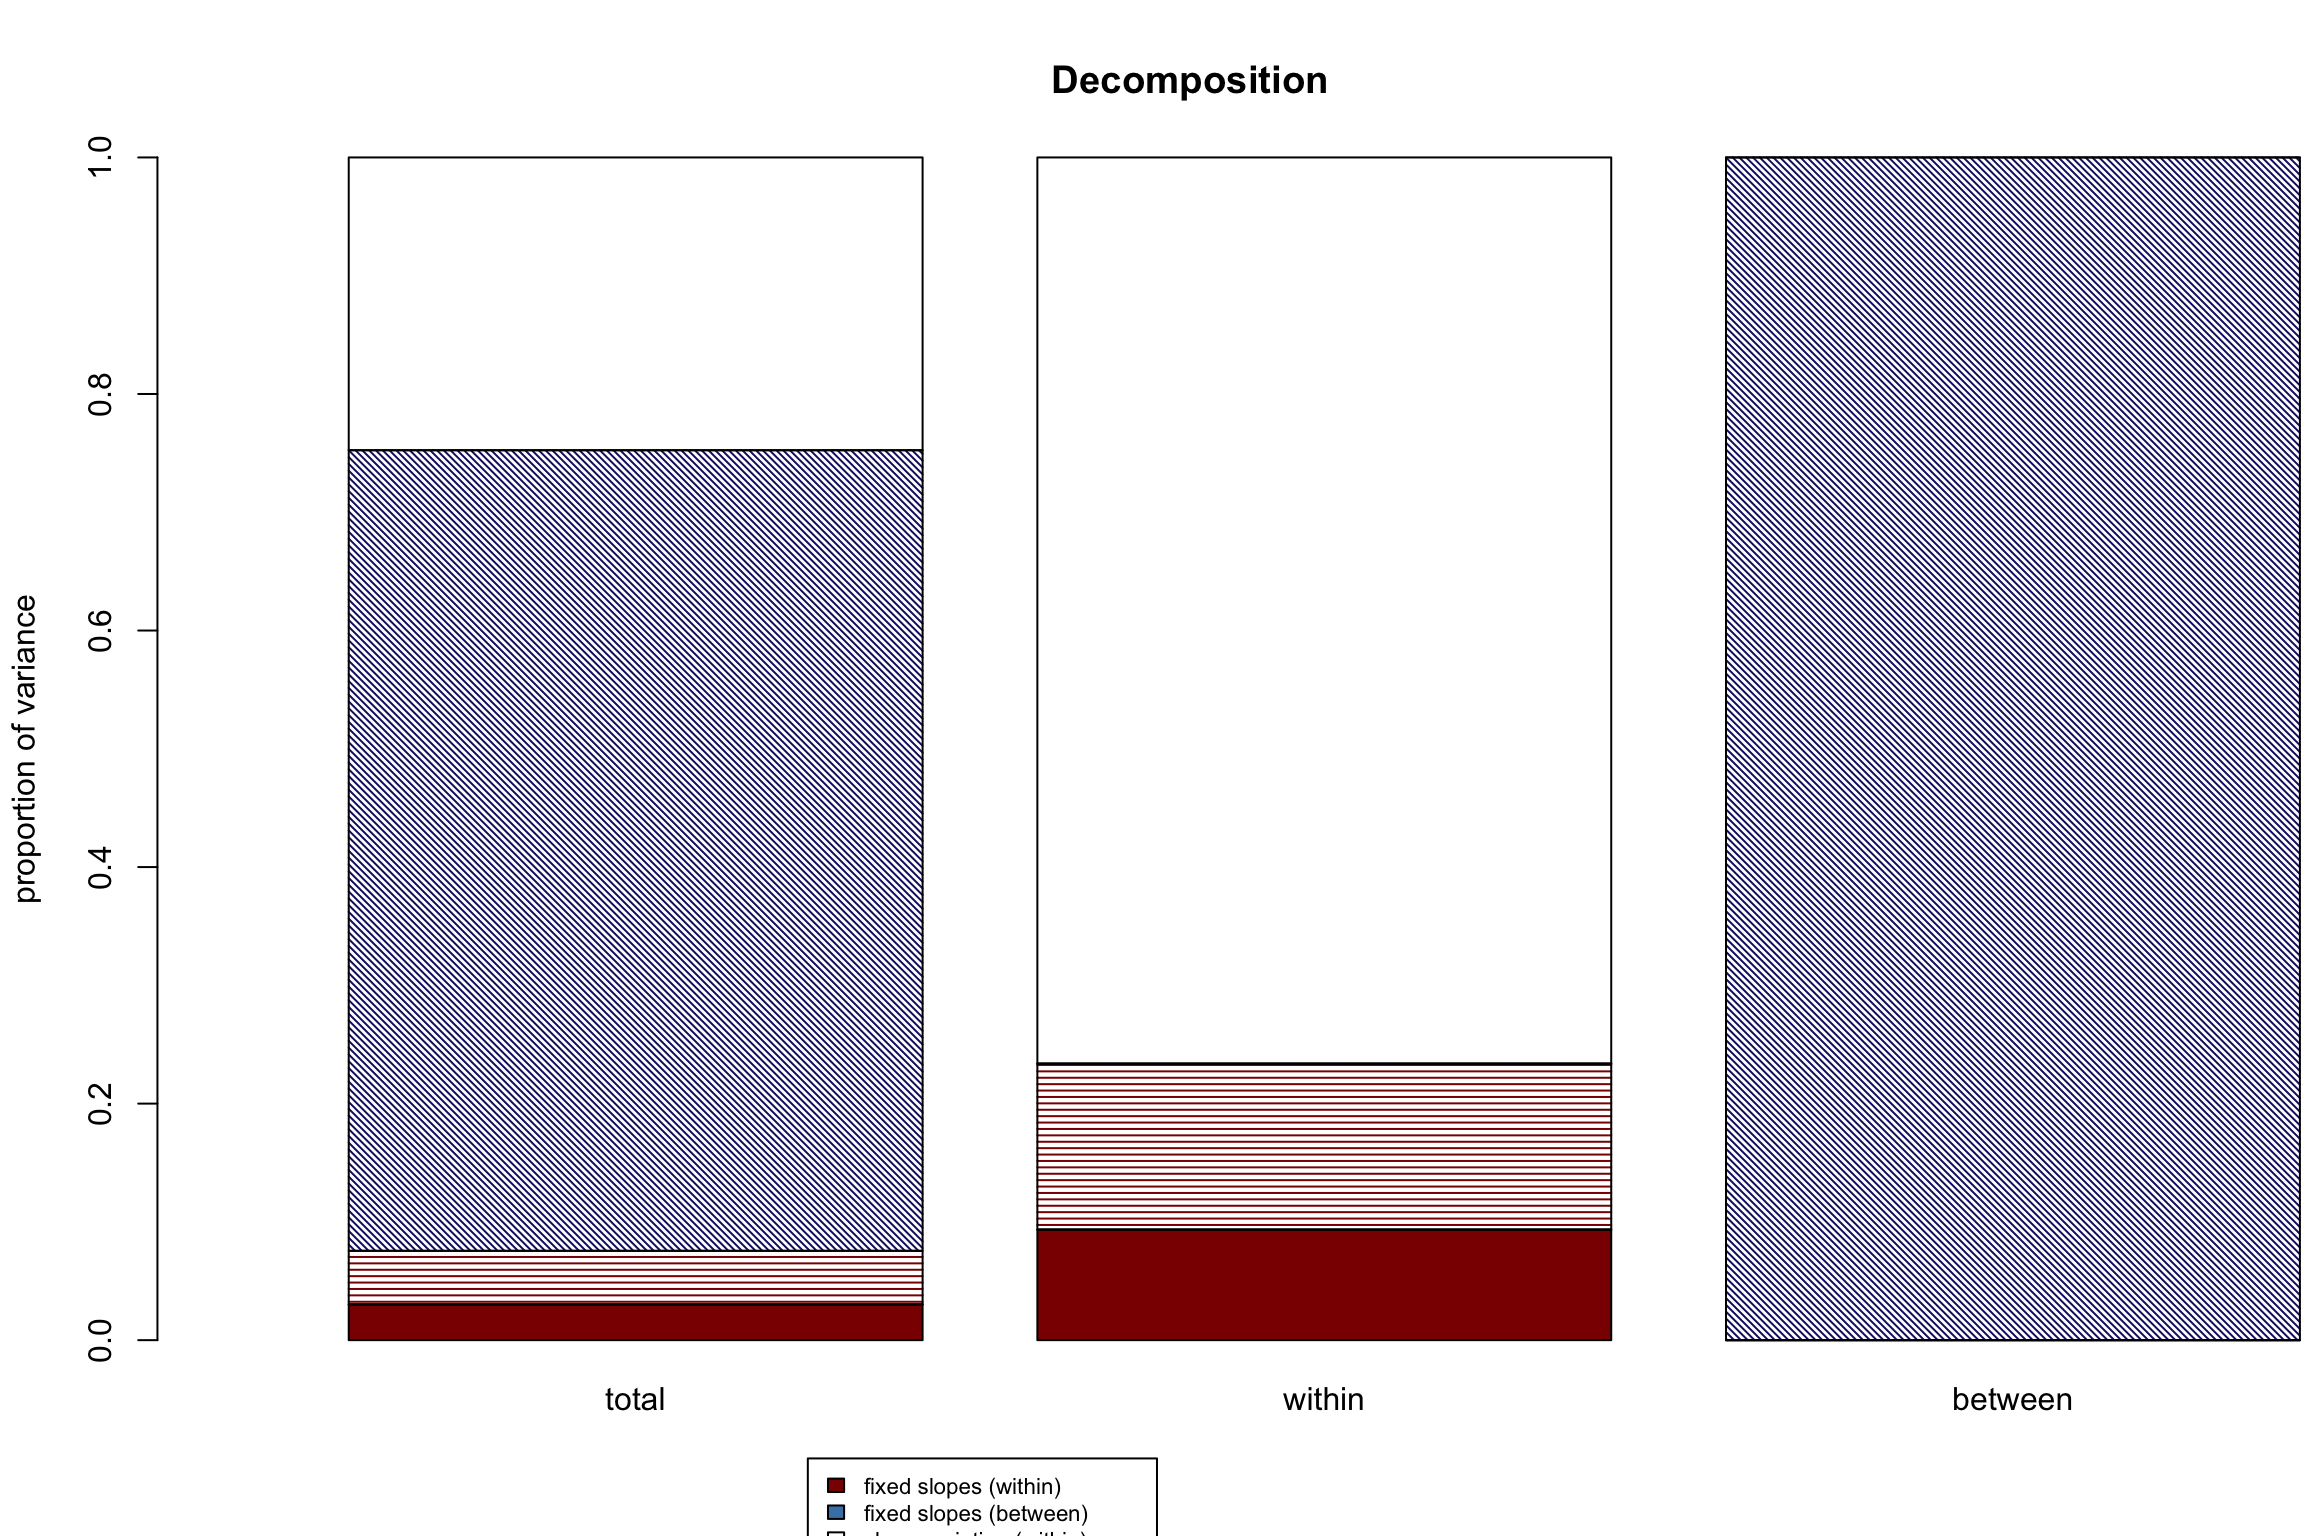 Decomposition
proportion of variance
1.0
0.8
0.6
0.4
0.2
0.0
total within between
fixed slopes (within)
fixed slopes (between)